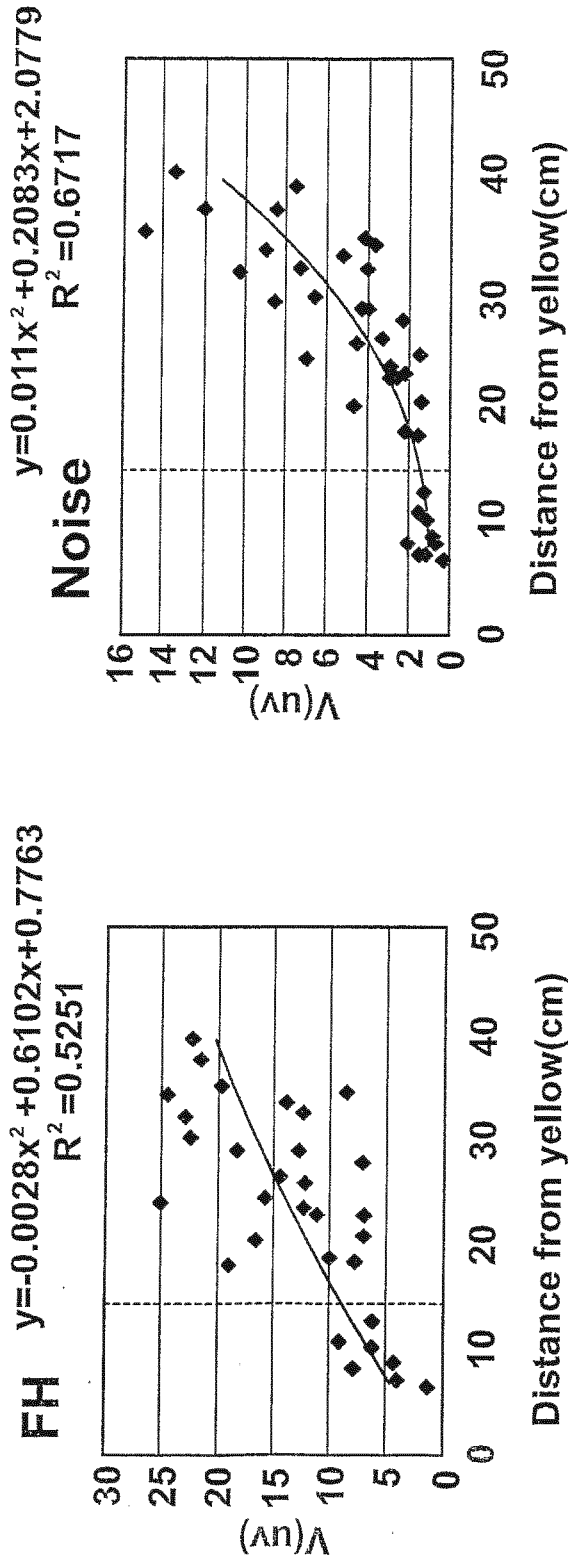 FH
y=-0.0028x² +0.6102x+0.7763
R² =0.5251
V(uv)
30
25
20
15
10
5
0
0 10 20 30 40 50
Distance from yellow(cm)
Noise
y=0.011x² +0.2083x+2.0779
R² =0.6717
V(uv)
16
14
12
10
8
6
4
2
0
0 10 20 30 40 50
Distance from yellow(cm)